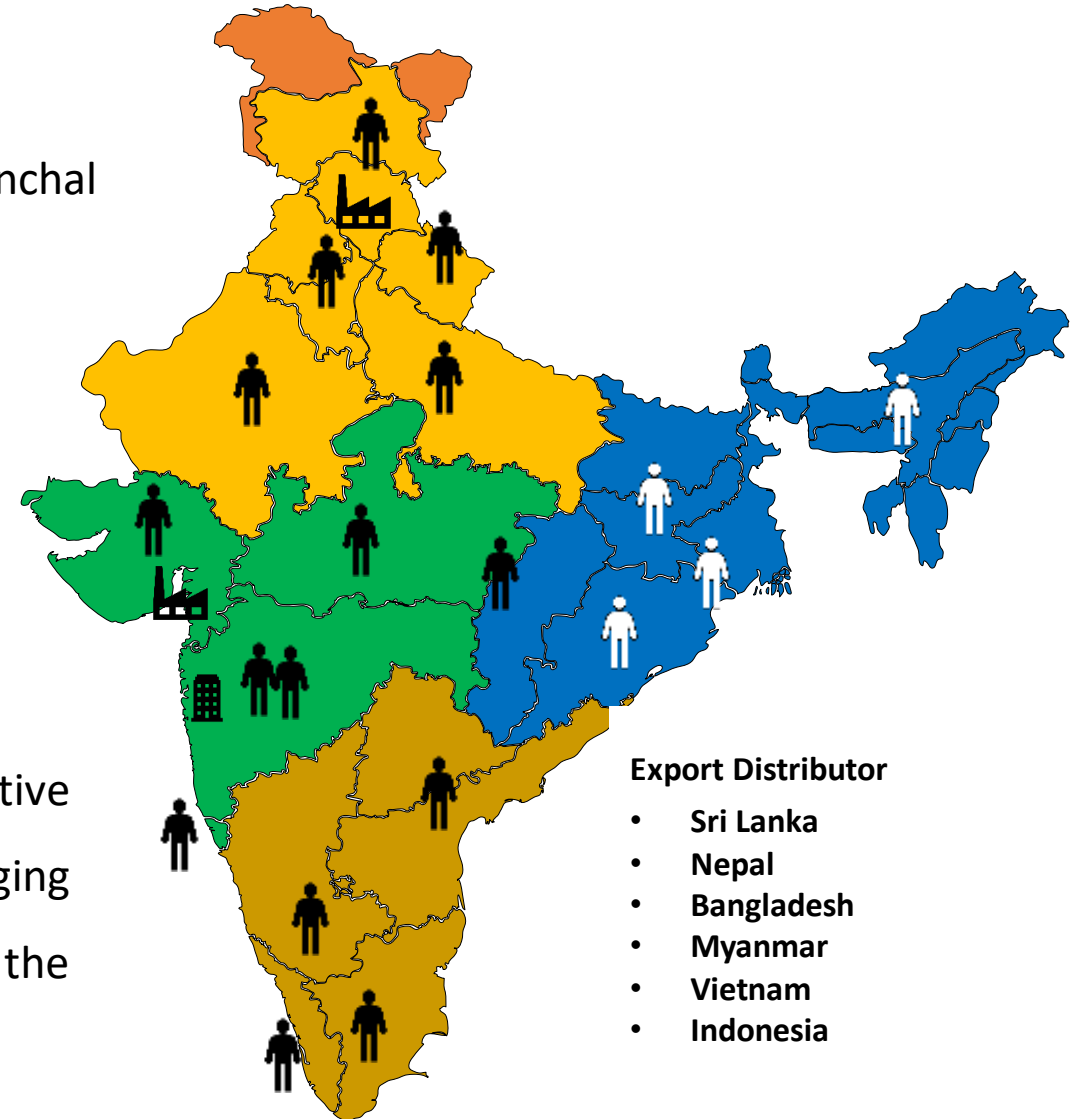 nchal
tive
ging
the
Export Distributor
• Sri Lanka
• Nepal
• Bangladesh
• Myanmar
• Vietnam
• Indonesia